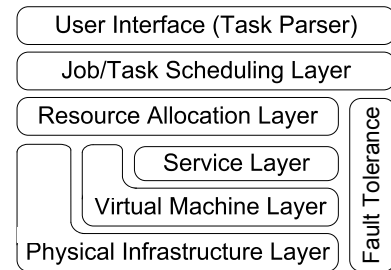 User Interface (Task Parser)
Job/Task Scheduling Layer
Resource Allocation Layer
Service Layer
Virtual Machine Layer
Physical Infrastructure Layer
Fault Tolerance